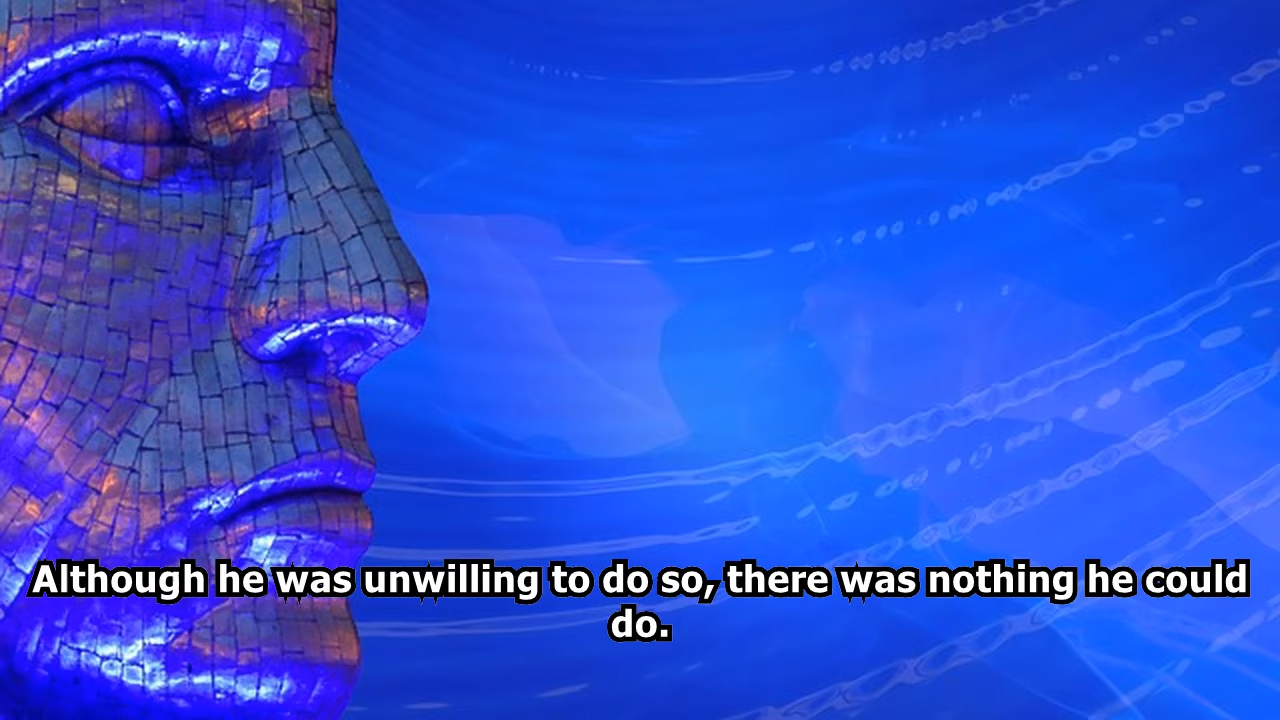 Although he was unwilling to do so, there was nothing he could
do.